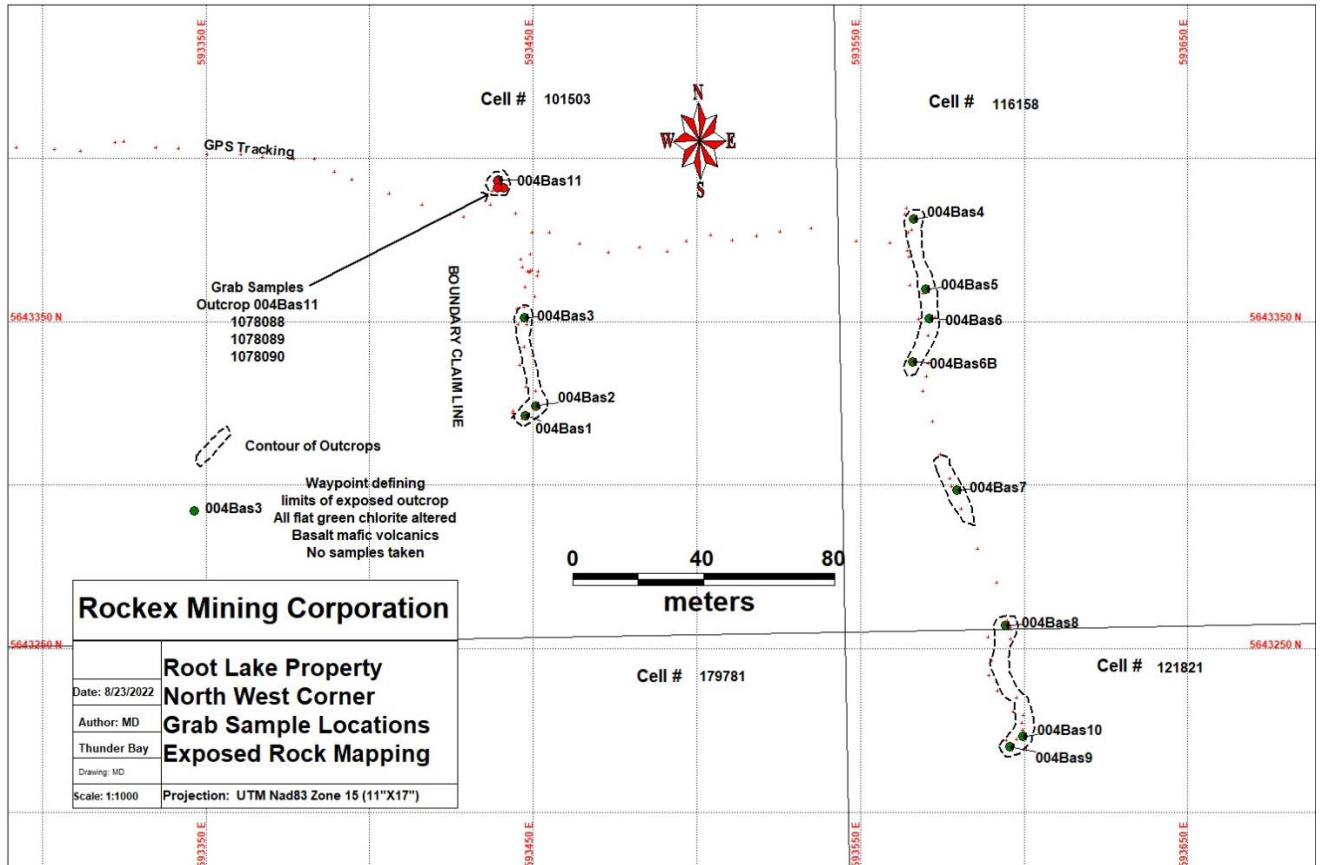 593350 E
593450 E
593550 E
593650 E
Cell # 101503
N
W E
S
Cell # 116158
GPS Tracking
004Bas11
004Bas4
BOUNDARY CLAIM LINE
Grab Samples
Outcrop 004Bas11
1078088
1078089
1078090
004Bas5
5643350 N
004Bas3
004Bas6
5643350 N
004Bas6B
004Bas2
004Bas1
Contour of Outcrops
004Bas3
Waypoint defining
limits of exposed outcrop
All flat green chlorite altered
Basalt mafic volcanics
No samples taken
004Bas7
0 40 80
meters
Rockex Mining Corporation
004Bas8
5643250 N
5643250 N
Cell # 179781
Cell # 121821
Root Lake Property
North West Corner
Grab Sample Locations
Exposed Rock Mapping
Date: 8/23/2022
Author: MD
Thunder Bay
Drawing: MD
Scale: 1:1000
Projection: UTM Nad83 Zone 15 (11"X17")
004Bas10
004Bas9
593350 E
593450 E
593550 E
593650 E